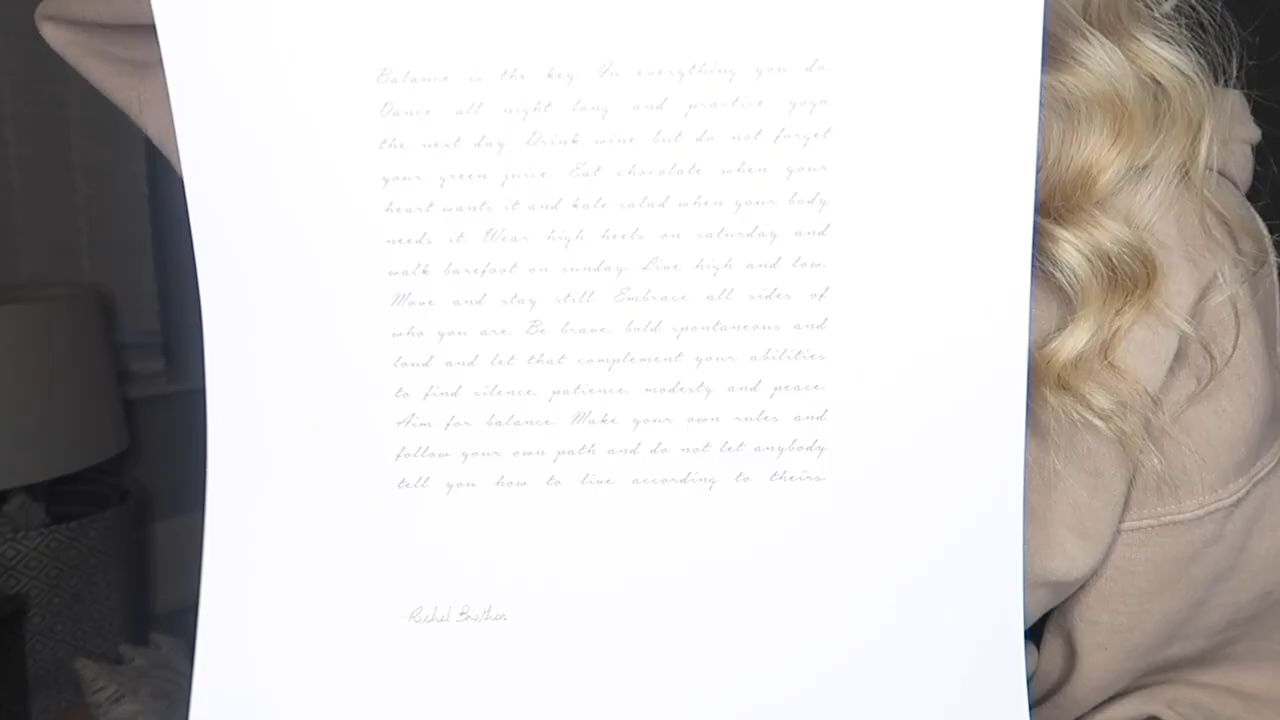 Balance is the key. In everything you do.
Dance all night long and practice yoga
the next day. Drink wine but do not forget
your green juice. Eat chocolate when your
heart wants it and kale salad when your body
needs it. Wear high heels on saturday and
walk barefoot on sunday. Live high and low.
Move and stay still. Embrace all sides of
who you are. Be brave, bold spontaneous and
loud and let that complement your abilities
to find silence, patience, modesty and peace.
Aim for balance. Make your own rules and
follow your own path and do not let anybody
tell you how to live according to theirs.